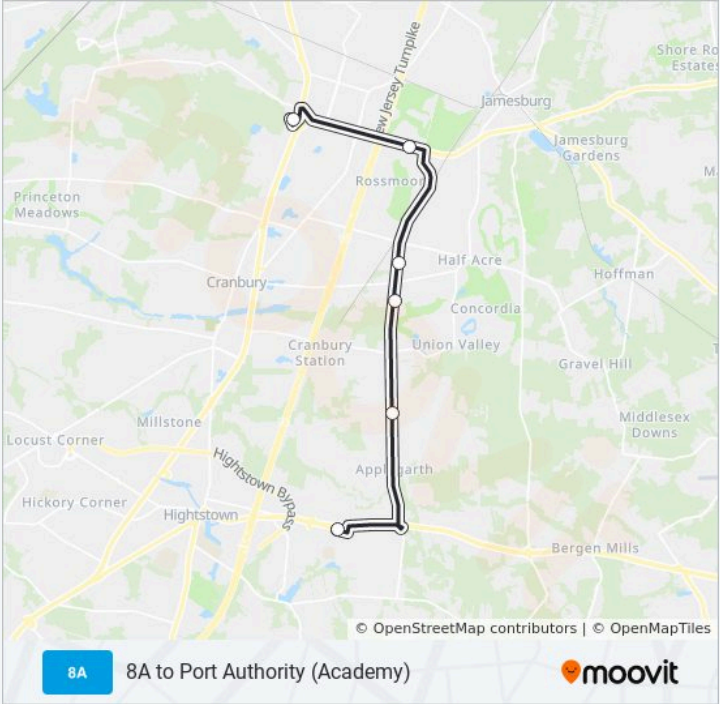 New Jersey Turnpike
Shore Ro
Estates
Jamesburg
Jamesburg
Gardens
Rossmoor
Princeton
Meadows
Half Acre
Hoffman
Cranbury
Concordia
Cranbury
Station
Union Valley
Gravel Hill
Millstone
Middlesex
Downs
Locust Corner
Hightstown Bypass
Applegarth
Hickory Corner
Hightstown
Bergen Mills
© OpenStreetMap contributors | © OpenMapTiles
8A
8A to Port Authority (Academy)
moovit